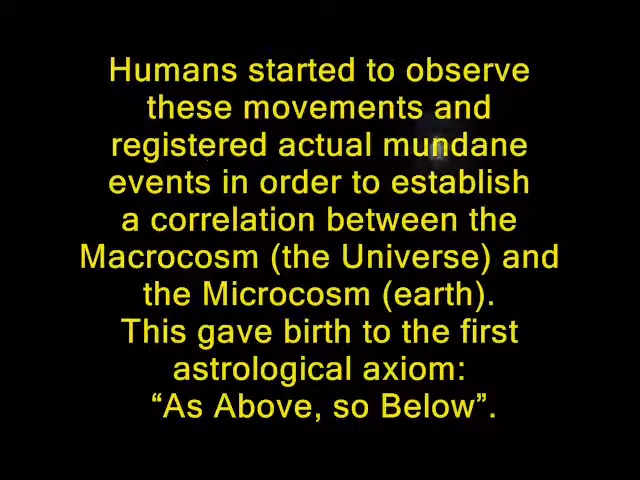 Humans started to observe
these movements and
registered actual mundane
events in order to establish
a correlation between the
Macrocosm (the Universe) and
the Microcosm (earth).
This gave birth to the first
astrological axiom:
“As Above, so Below”.